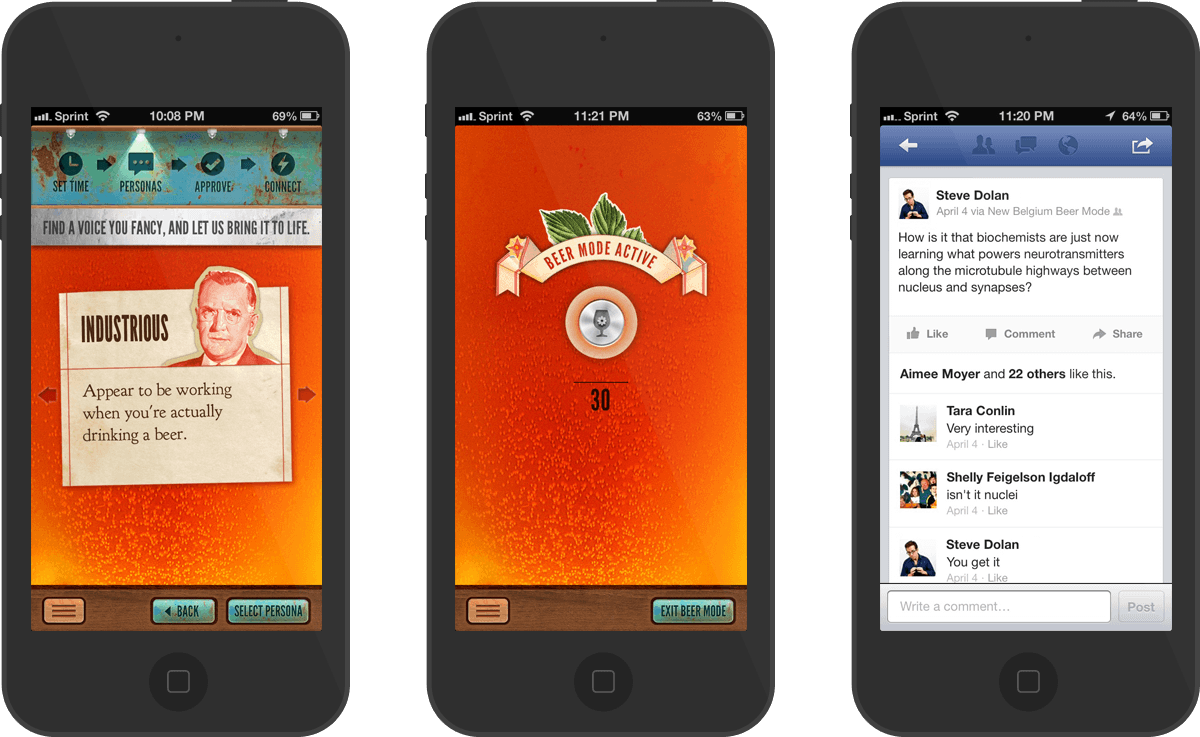 Sprint 10:08 PM 69%
SET TIME PERSONAS APPROVE CONNECT
FIND A VOICE YOU FANCY, AND LET US BRING IT TO LIFE.
INDUSTRIOUS
Appear to be working
when you're actually
drinking a beer.
BACK SELECT PERSONA
Sprint 11:21 PM 63%
BEER MODE ACTIVE
30
EXIT BEER MODE
Sprint 11:20 PM 64%
Steve Dolan
April 4 via New Belgium Beer Mode
How is it that biochemists are just now
learning what powers neurotransmitters
along the microtubule highways between
nucleus and synapses?
Like Comment Share
Aimee Moyer and 22 others like this.
Tara Conlin
Very interesting
April 4 · Like
Shelly Feigelson Igdaloff
isn't it nuclei
April 4 · Like
Steve Dolan
You get it
April 4 · Like
Write a comment... Post